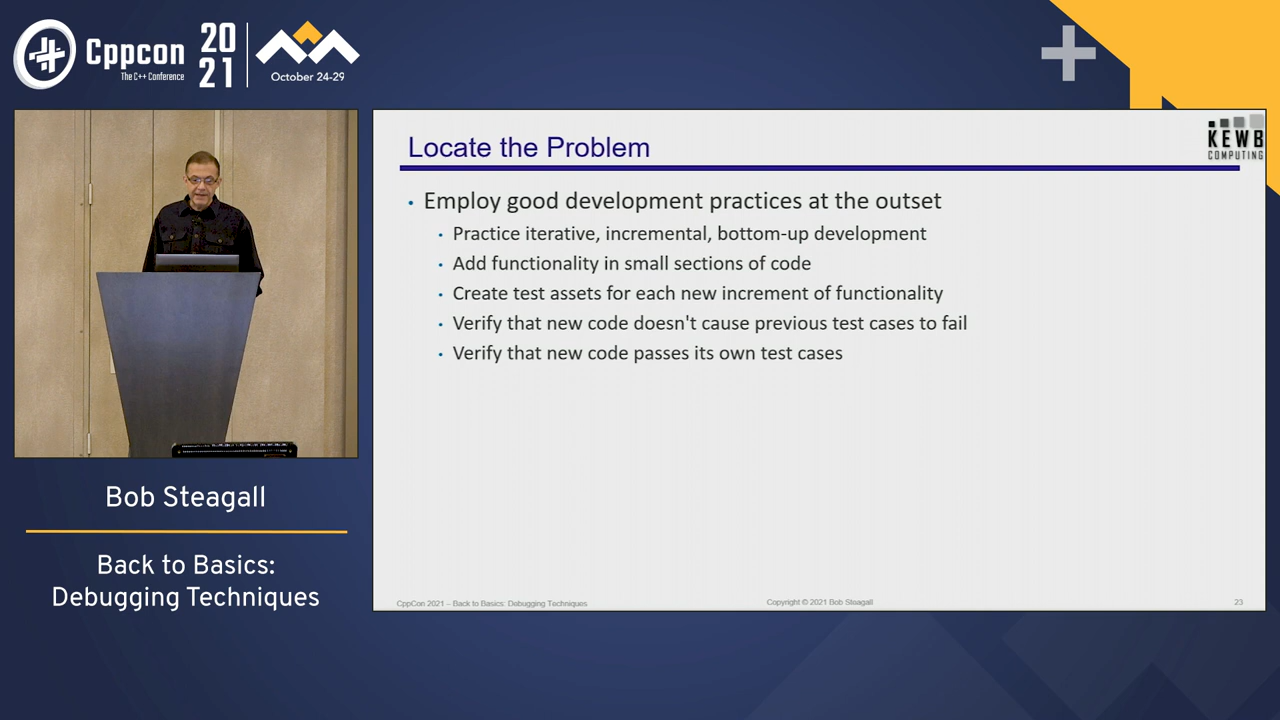 Cppcon
The C++ Conference
20
21
October 24-29
Locate the Problem
KEWB
COMPUTING
• Employ good development practices at the outset
• Practice iterative, incremental, bottom-up development
• Add functionality in small sections of code
• Create test assets for each new increment of functionality
• Verify that new code doesn't cause previous test cases to fail
• Verify that new code passes its own test cases
Bob Steagall
Back to Basics:
Debugging Techniques
CppCon 2021 – Back to Basics: Debugging Techniques
Copyright © 2021 Bob Steagall
23